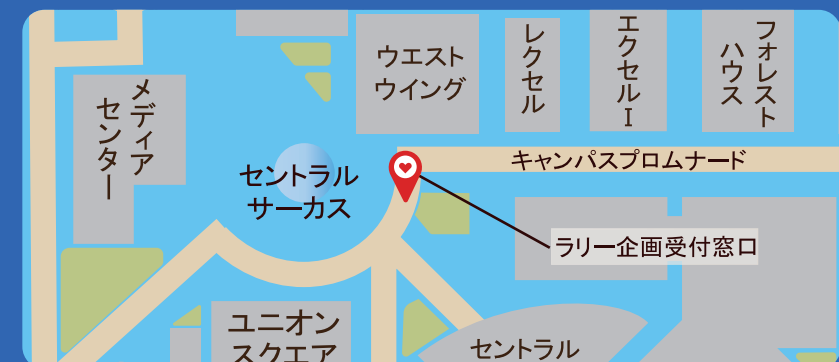 ウエスト
ウイング
レクセル
エクセルI
フォレスト
ハウス
メディア
センター
キャンパスプロムナード
セントラル
サーカス
ラリー企画受付窓口
ユニオン
スクエア
セントラル